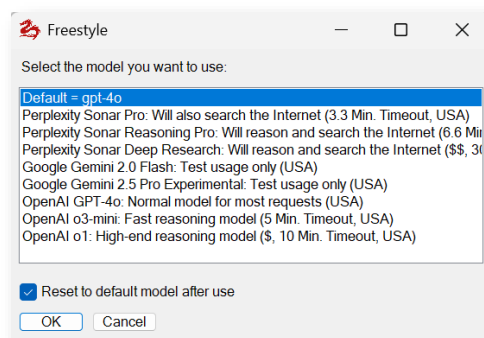 Freestyle
Select the model you want to use:
Default = gpt-4o
Perplexity Sonar Pro: Will also search the Internet (3.3 Min. Timeout, USA)
Perplexity Sonar Reasoning Pro: Will reason and search the Internet (6.6 Mi
Perplexity Sonar Deep Research: Will reason and search the Internet ($$, 3
Google Gemini 2.0 Flash: Test usage only (USA)
Google Gemini 2.5 Pro Experimental: Test usage only (USA)
OpenAI GPT-4o: Normal model for most requests (USA)
OpenAI o3-mini: Fast reasoning model (5 Min. Timeout, USA)
OpenAI o1: High-end reasoning model ($, 10 Min. Timeout, USA)
Reset to default model after use
OK Cancel